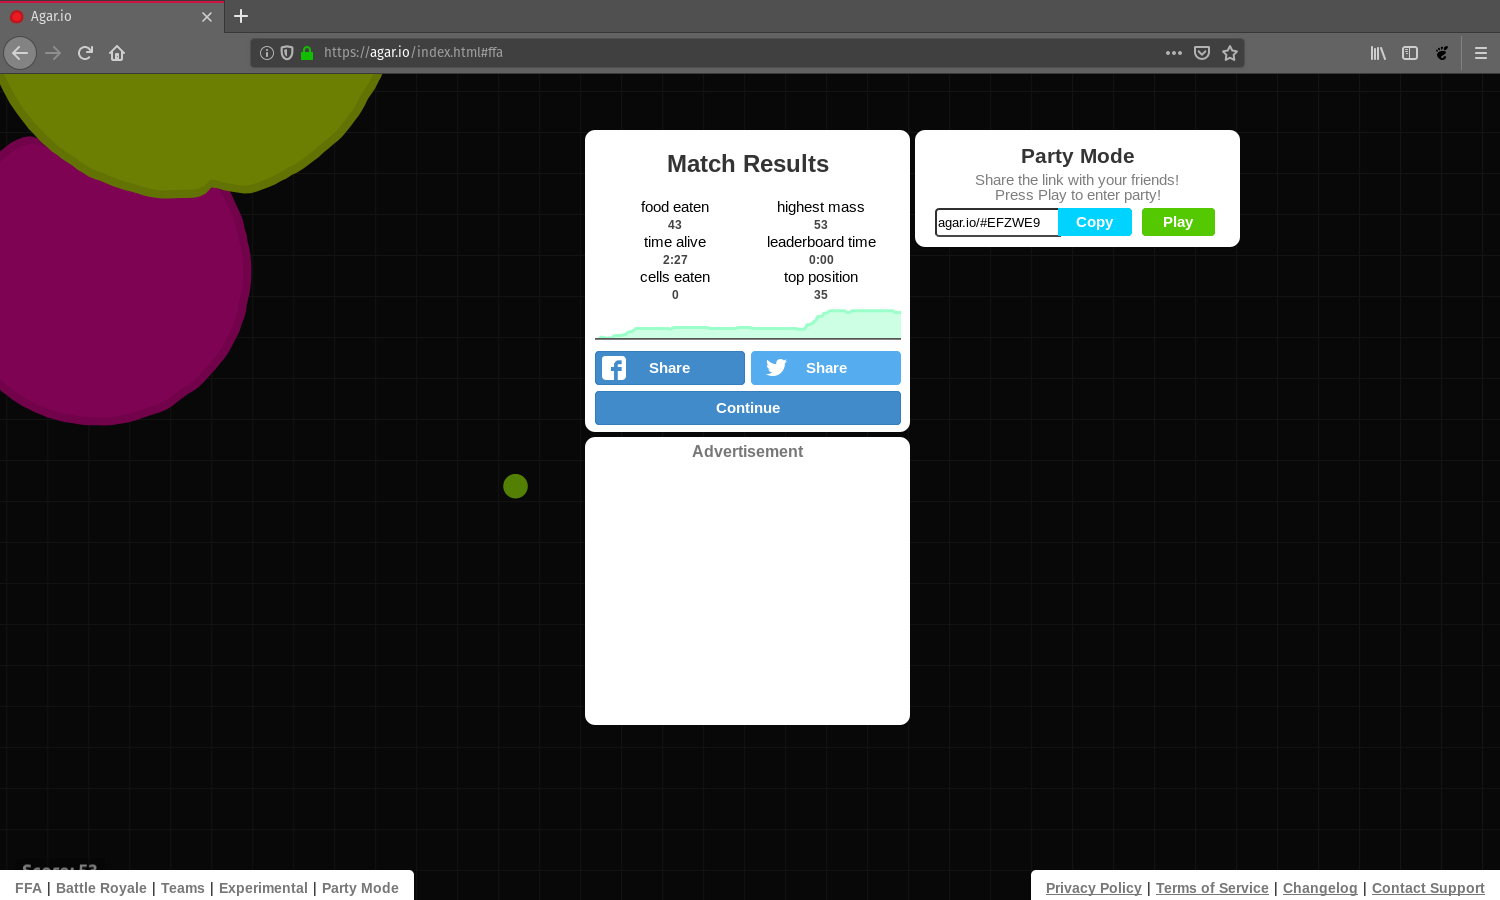 Agar.io
https://agar.io/index.html#ffa
Match Results
food eaten
43
highest mass
53
time alive
2:27
leaderboard time
0:00
cells eaten
0
top position
35
Share
Share
Continue
Advertisement
Party Mode
Share the link with your friends!
Press Play to enter party!
agar.io/#EFZWE9 Copy Play
Score: 53
FFA | Battle Royale | Teams | Experimental | Party Mode
Privacy Policy | Terms of Service | Changelog | Contact Support